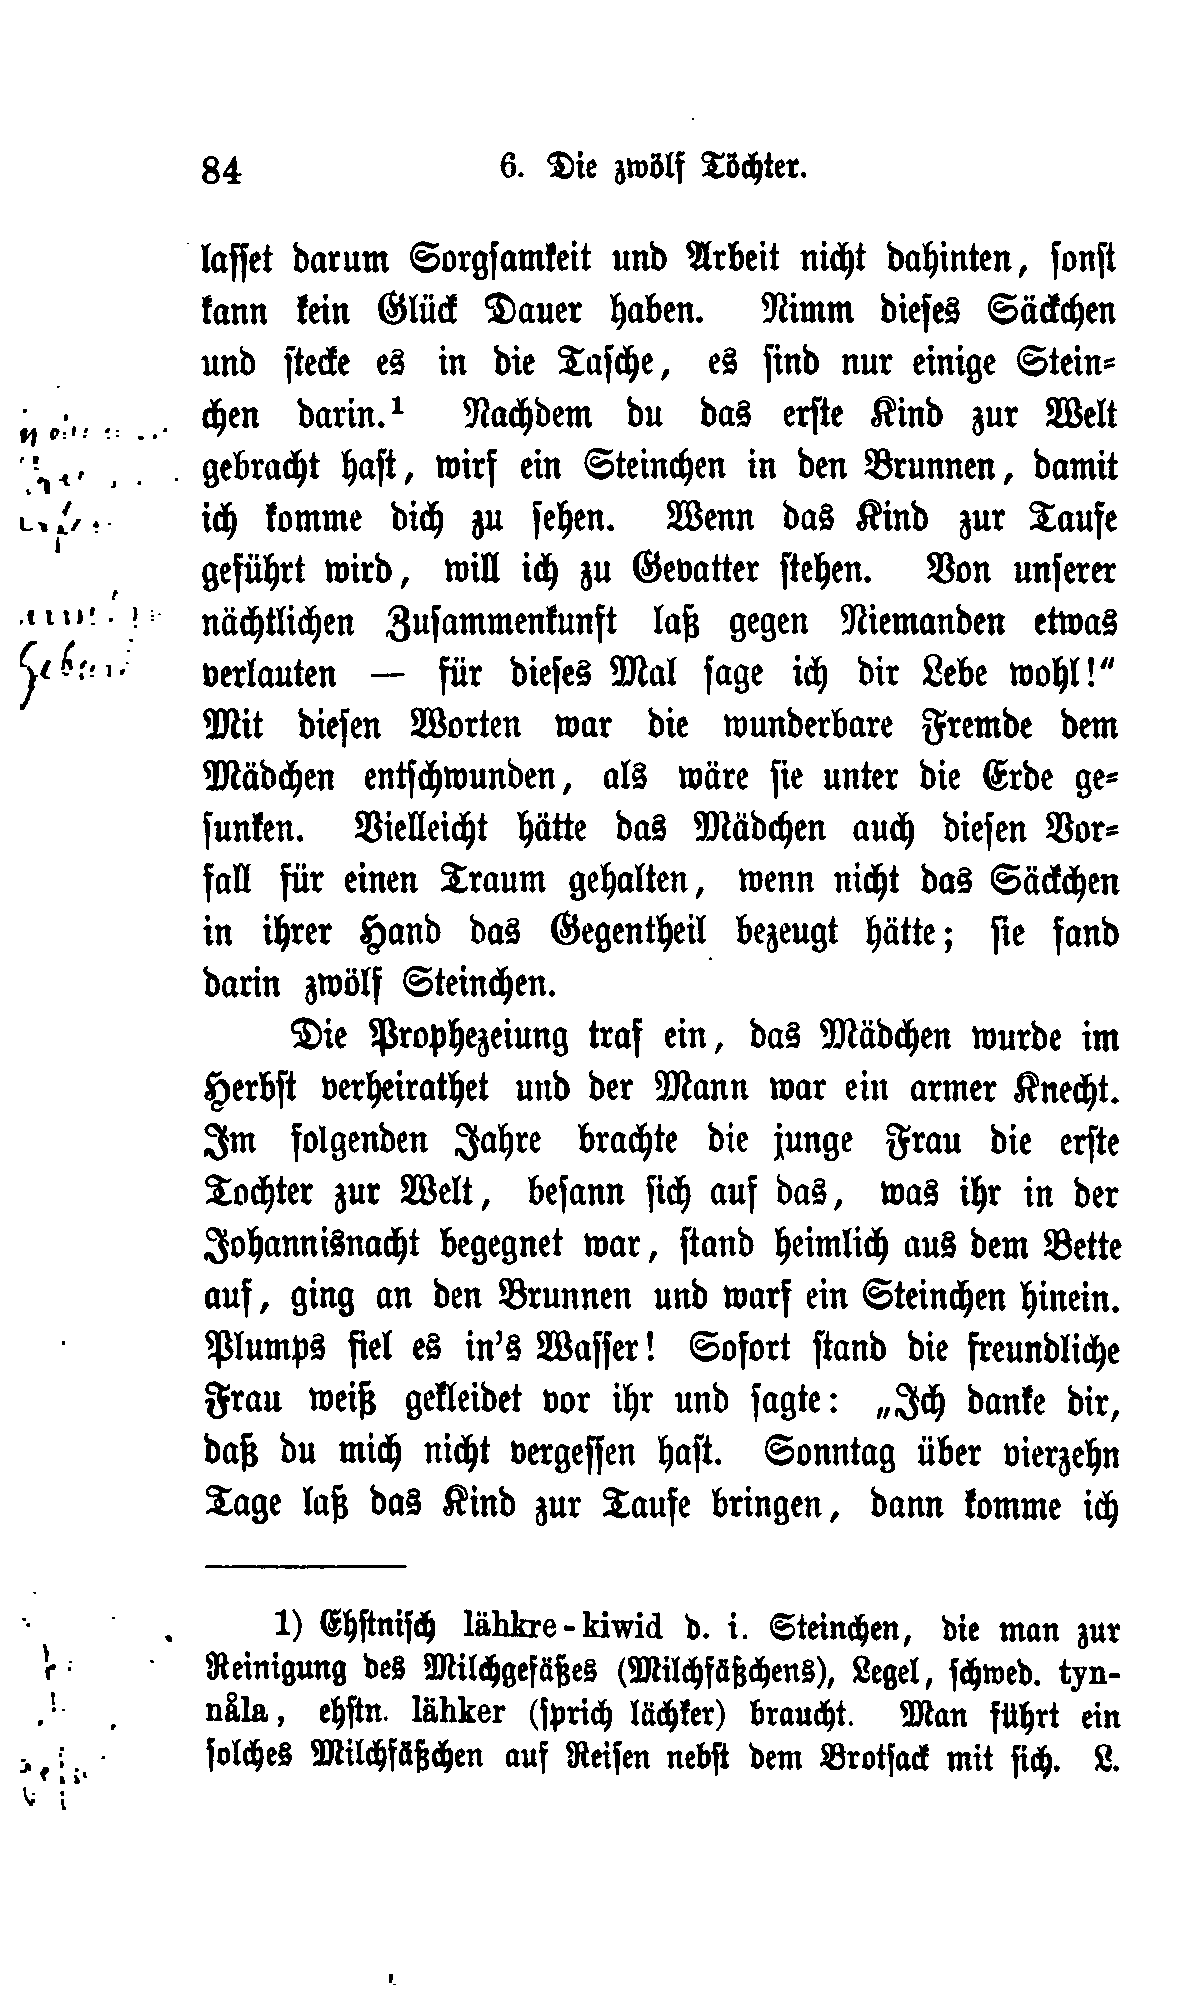 84
6. Die zwölf Töchter.
lasset darum Sorgsamkeit und Arbeit nicht dahinten, sonst
kann kein Glück Dauer haben. Nimm dieses Säckchen
und stecke es in die Tasche, es sind nur einige Stein-
chen darin.¹ Nachdem du das erste Kind zur Welt
gebracht hast, wirf ein Steinchen in den Brunnen, damit
ich komme dich zu sehen. Wenn das Kind zur Taufe
geführt wird, will ich zu Gevatter stehen. Von unserer
nächtlichen Zusammenkunft laß gegen Niemanden etwas
verlauten — für dieses Mal sage ich dir Lebe wohl!“
Mit diesen Worten war die wunderbare Fremde dem
Mädchen entschwunden, als wäre sie unter die Erde ge-
sunken. Vielleicht hätte das Mädchen auch diesen Vor-
fall für einen Traum gehalten, wenn nicht das Säckchen
in ihrer Hand das Gegentheil bezeugt hätte; sie fand
darin zwölf Steinchen.
Die Prophezeiung traf ein, das Mädchen wurde im
Herbst verheirathet und der Mann war ein armer Knecht.
Im folgenden Jahre brachte die junge Frau die erste
Tochter zur Welt, besann sich auf das, was ihr in der
Johannisnacht begegnet war, stand heimlich aus dem Bette
auf, ging an den Brunnen und warf ein Steinchen hinein.
Plumps fiel es in's Wasser! Sofort stand die freundliche
Frau weiß gekleidet vor ihr und sagte: „Ich danke dir,
daß du mich nicht vergessen hast. Sonntag über vierzehn
Tage laß das Kind zur Taufe bringen, dann komme ich
1) Ehstnisch lähkre-kiwid d. i. Steinchen, die man zur
Reinigung des Milchgefäßes (Milchfäßchens), Legel, schwed. tyn-
nåla, ehstn. lähker (sprich lächker) braucht. Man führt ein
solches Milchfäßchen auf Reisen nebst dem Brotsack mit sich. L.